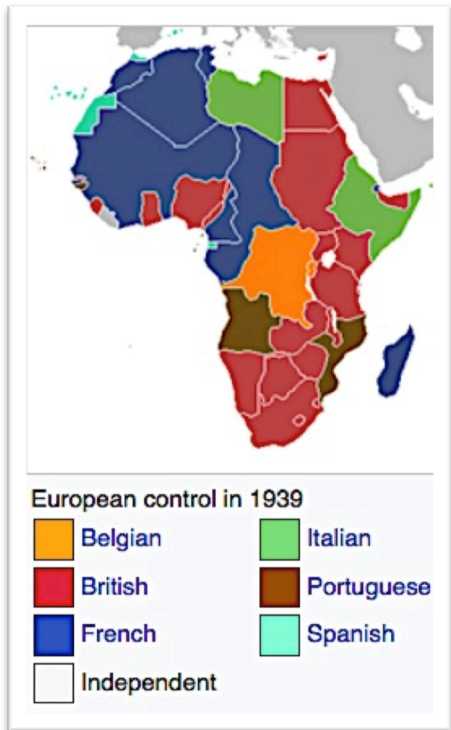 European control in 1939
Belgian
Italian
British
Portuguese
French
Spanish
Independent